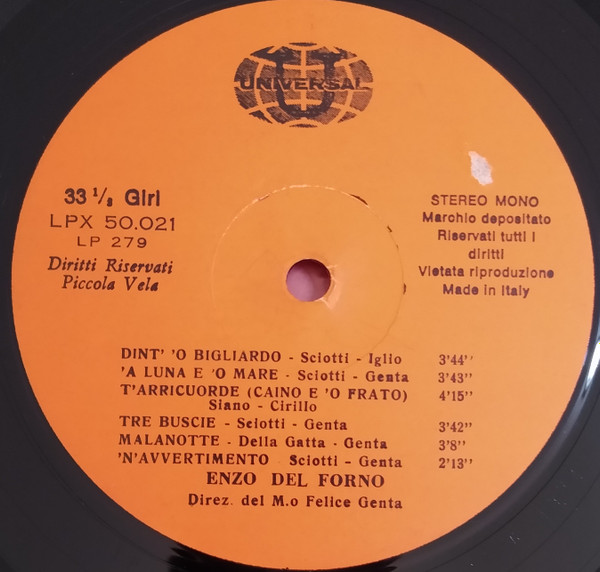 UNIVERSAL
33 1/3 Giri
LPX 50.021
LP 279
Diritti Riservati
Piccola Vela
STEREO MONO
Marchio depositato
Riservati tutti i
diritti
Vietata riproduzione
Made in Italy
DINT' 'O BIGLIARDO - Sciotti - Iglio 3'44''
'A LUNA E 'O MARE - Sciotti - Genta 3'43''
T'ARRICUORDE (CAINO E 'O FRATO) 4'15''
Siano - Cirillo
TRE BUSCIE - Sciotti - Genta 3'42''
MALANOTTE - Della Gatta - Genta 3'8''
'N'AVVERTIMENTO Sciotti - Genta 2'13''
ENZO DEL FORNO
Direz. del M.o Felice Genta